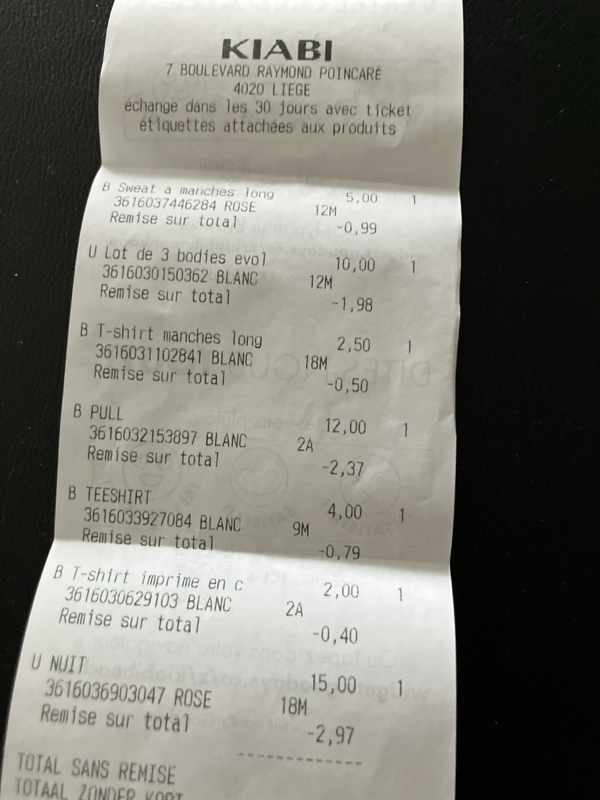 KIABI
7 BOULEVARD RAYMOND POINCARÉ
4020 LIEGE
échange dans les 30 jours avec ticket
étiquettes attachées aux produits
B Sweat a manches long 5,00 1
3616037446284 ROSE 12M
Remise sur total -0,99
U Lot de 3 bodies evol 10,00 1
3616030150362 BLANC 12M
Remise sur total -1,98
B T-shirt manches long 2,50 1
3616031102841 BLANC 18M
Remise sur total -0,50
B PULL 12,00 1
3616032153897 BLANC 2A
Remise sur total -2,37
B TEESHIRT 4,00 1
3616033927084 BLANC 9M
Remise sur total -0,79
B T-shirt imprime en c 2,00 1
3616030629103 BLANC 2A
Remise sur total -0,40
U NUIT 15,00 1
3616036903047 ROSE 18M
Remise sur total -2,97
TOTAL SANS REMISE
TOTAAL ZONDER KORT